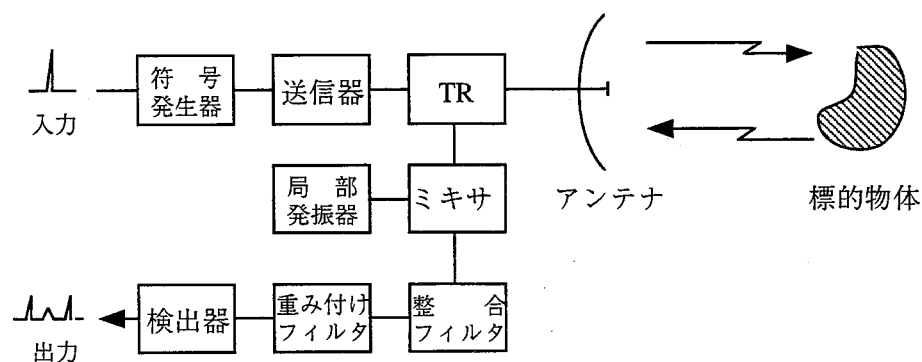 入力
符 号
発生器
送信器
TR
局 部
発振器
ミキサ
アンテナ
標的物体
出力
検出器
重み付け
フィルタ
整 合
フィルタ